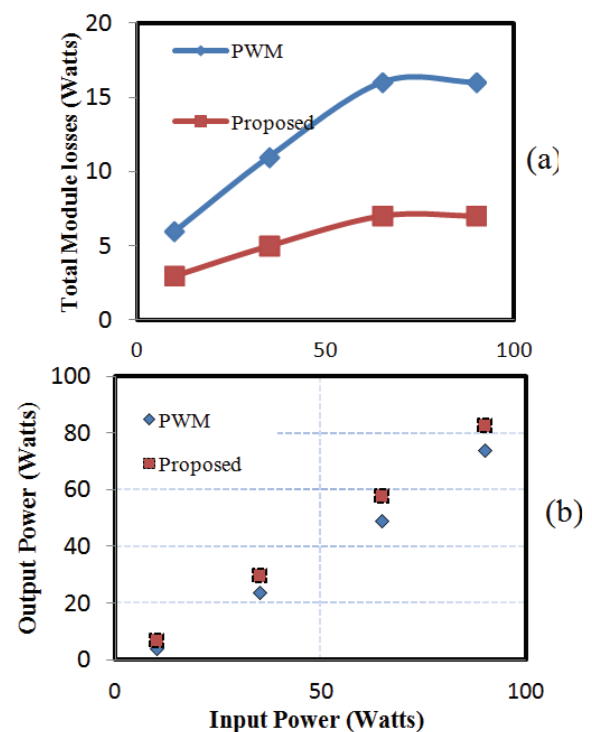 Total Module losses (Watts)
20
15
10
5
0
PWM
Proposed
(a)
0 50 100
Output Power (Watts)
100
80
60
40
20
0
PWM
Proposed
(b)
0 50 100
Input Power (Watts)